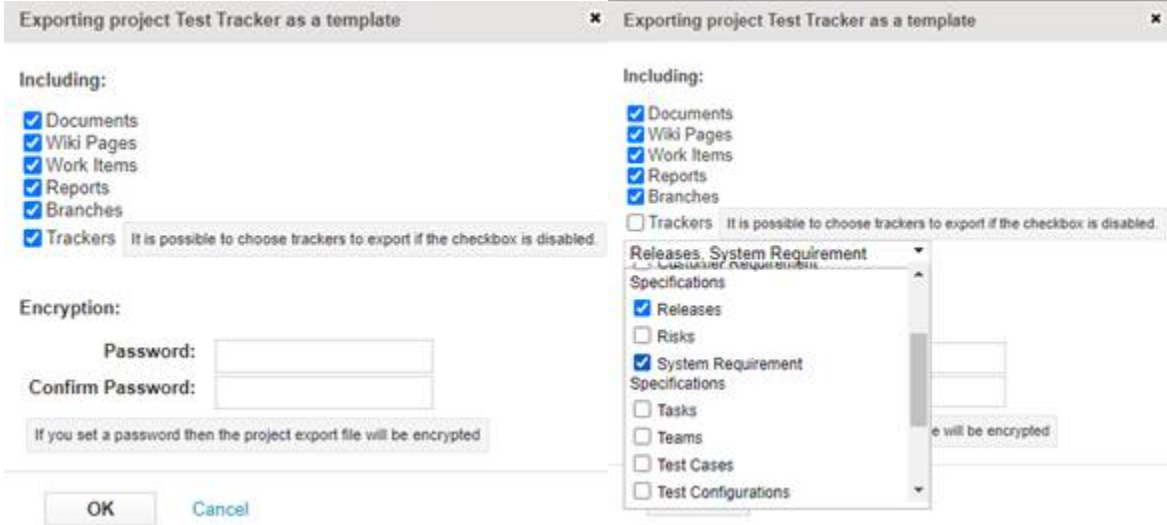 Exporting project Test Tracker as a template
Including:
Documents
Wiki Pages
Work Items
Reports
Branches
Trackers It is possible to choose trackers to export if the checkbox is disabled.
Encryption:
Password:
Confirm Password:
If you set a password then the project export file will be encrypted
OK Cancel
Exporting project Test Tracker as a template
Including:
Documents
Wiki Pages
Work Items
Reports
Branches
Trackers It is possible to choose trackers to export if the checkbox is disabled.
Releases, System Requirement
Customer Requirement
Specifications
Releases
Risks
System Requirement
Specifications
Tasks
Teams
Test Cases
Test Configurations
e will be encrypted